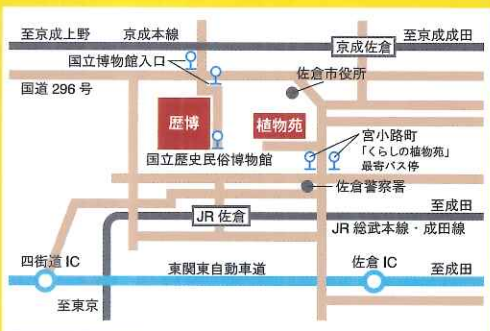 至京成上野
京成本線
京成佐倉
至京成成田
国立博物館入口
国道 296 号
佐倉市役所
歴博
植物苑
宮小路町
「くらしの植物苑」
最寄バス停
国立歴史民俗博物館
佐倉警察署
JR 佐倉
至成田
JR 総武本線・成田線
四街道 IC
東関東自動車道
佐倉 IC
至成田
至東京